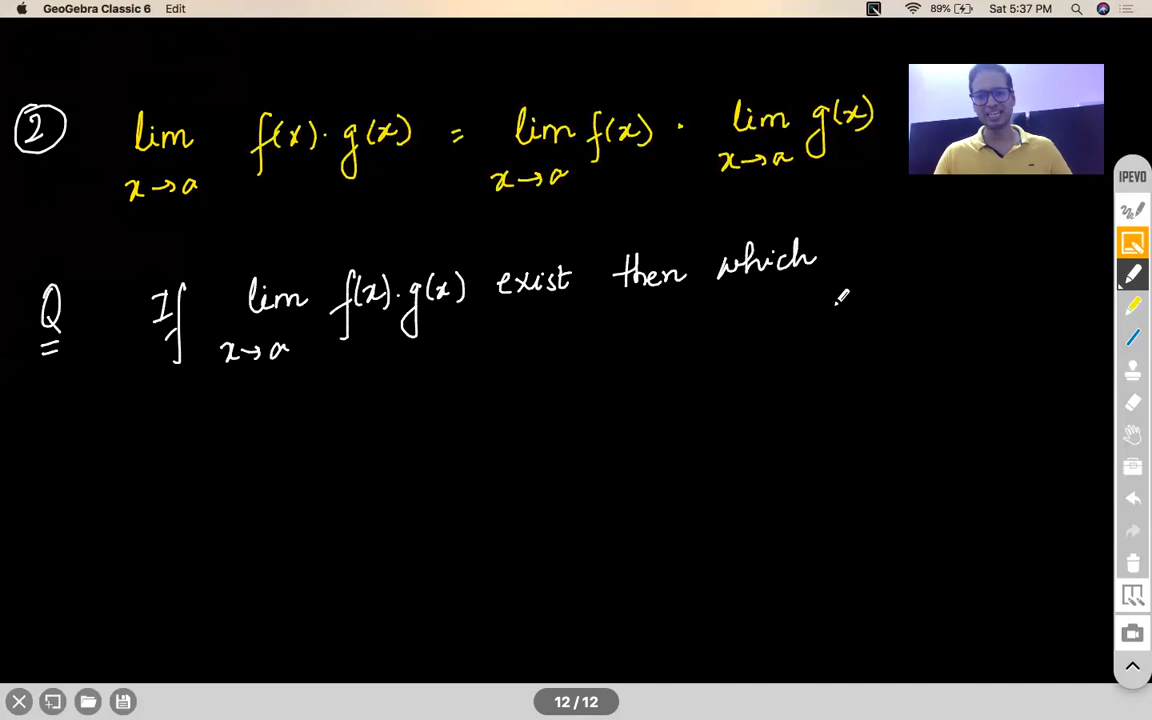 GeoGebra Classic 6 Edit 89% Sat 5:37 PM
② lim f(x)·g(x) = lim f(x) · lim g(x)
x→a x→a x→a
IPEVO
Q If lim f(x)·g(x) exist then which
x→a
12/12